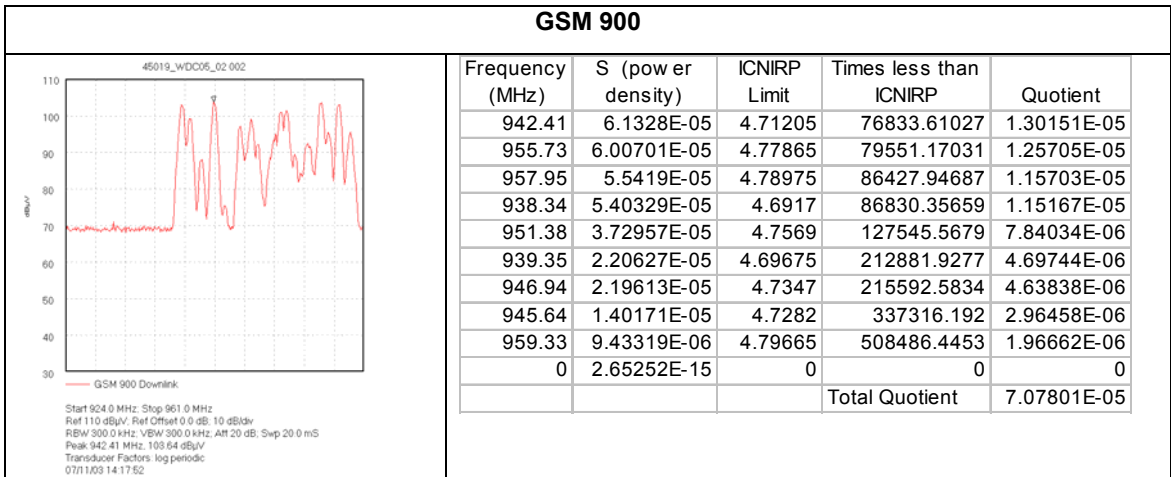 GSM 900
45019_WDC05_02 002
110
100
90
80
70
60
50
40
30
dBµV
GSM 900 Downlink
Start 924.0 MHz; Stop 961.0 MHz
Ref 110 dBµV; Ref Offset 0.0 dB; 10 dB/div
RBW 300.0 kHz; VBW 300.0 kHz; Att 20 dB; Swp 20.0 mS
Peak 942.41 MHz, 103.64 dBµV
Transducer Factors: log periodic
07/11/03 14:17:52
Frequency (MHz) S (pow er density) ICNIRP Limit Times less than ICNIRP Quotient
942.41 6.1328E-05 4.71205 76833.61027 1.30151E-05
955.73 6.00701E-05 4.77865 79551.17031 1.25705E-05
957.95 5.5419E-05 4.78975 86427.94687 1.15703E-05
938.34 5.40329E-05 4.6917 86830.35659 1.15167E-05
951.38 3.72957E-05 4.7569 127545.5679 7.84034E-06
939.35 2.20627E-05 4.69675 212881.9277 4.69744E-06
946.94 2.19613E-05 4.7347 215592.5834 4.63838E-06
945.64 1.40171E-05 4.7282 337316.192 2.96458E-06
959.33 9.43319E-06 4.79665 508486.4453 1.96662E-06
0 2.65252E-15 0 0 0
Total Quotient 7.07801E-05